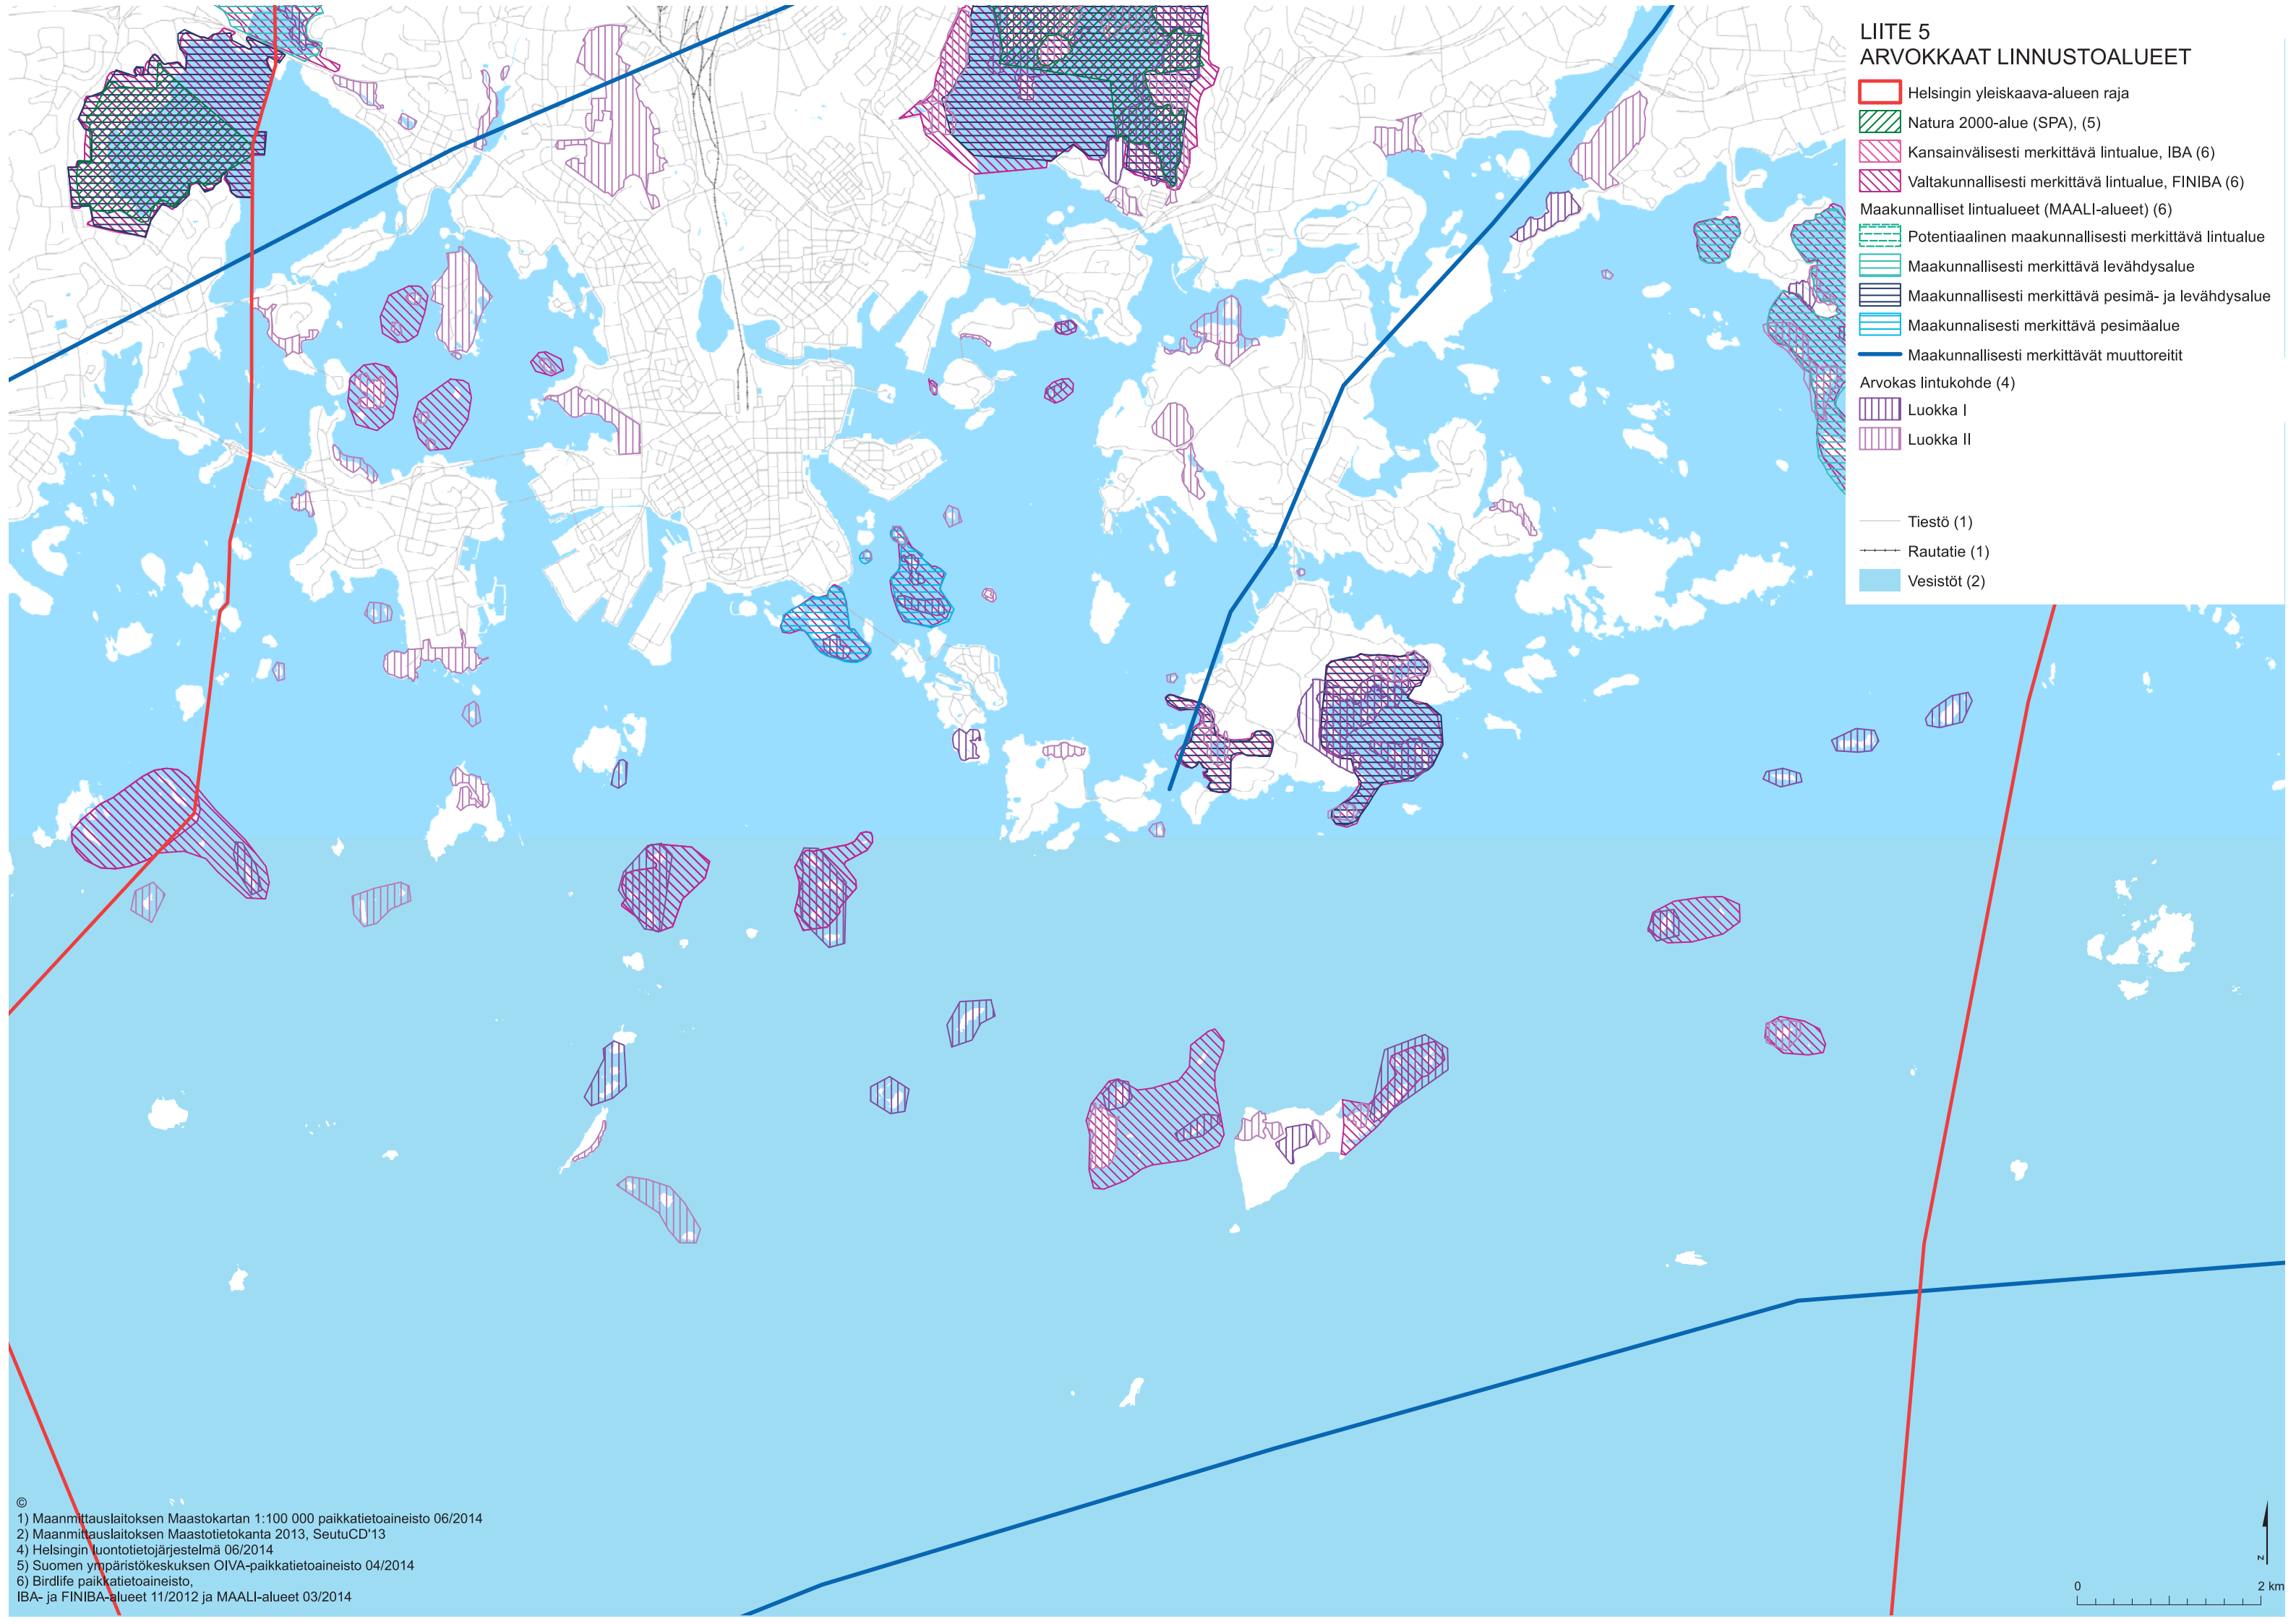 LIITE 5
ARVOKKAAT LINNUSTOALUEET
Helsingin yleiskaava-alueen raja
Natura 2000-alue (SPA), (5)
Kansainvälisesti merkittävä lintualue, IBA (6)
Valtakunnallisesti merkittävä lintualue, FINIBA (6)
Maakunnalliset lintualueet (MAALI-alueet) (6)
Potentiaalinen maakunnallisesti merkittävä lintualue
Maakunnallisesti merkittävä levähdysalue
Maakunnallisesti merkittävä pesimä- ja levähdysalue
Maakunnalisesti merkittävä pesimäalue
Maakunnallisesti merkittävät muuttoreitit
Arvokas lintukohde (4)
Luokka I
Luokka II
Tiestö (1)
Rautatie (1)
Vesistöt (2)
©
1) Maanmittauslaitoksen Maastokartan 1:100 000 paikkatietoaineisto 06/2014
2) Maanmittauslaitoksen Maastotietokanta 2013, SeutuCD'13
4) Helsingin luontotietojärjestelmä 06/2014
5) Suomen ympäristökeskuksen OIVA-paikkatietoaineisto 04/2014
6) Birdlife paikkatietoaineisto,
IBA- ja FINIBA-alueet 11/2012 ja MAALI-alueet 03/2014
N
0 2 km